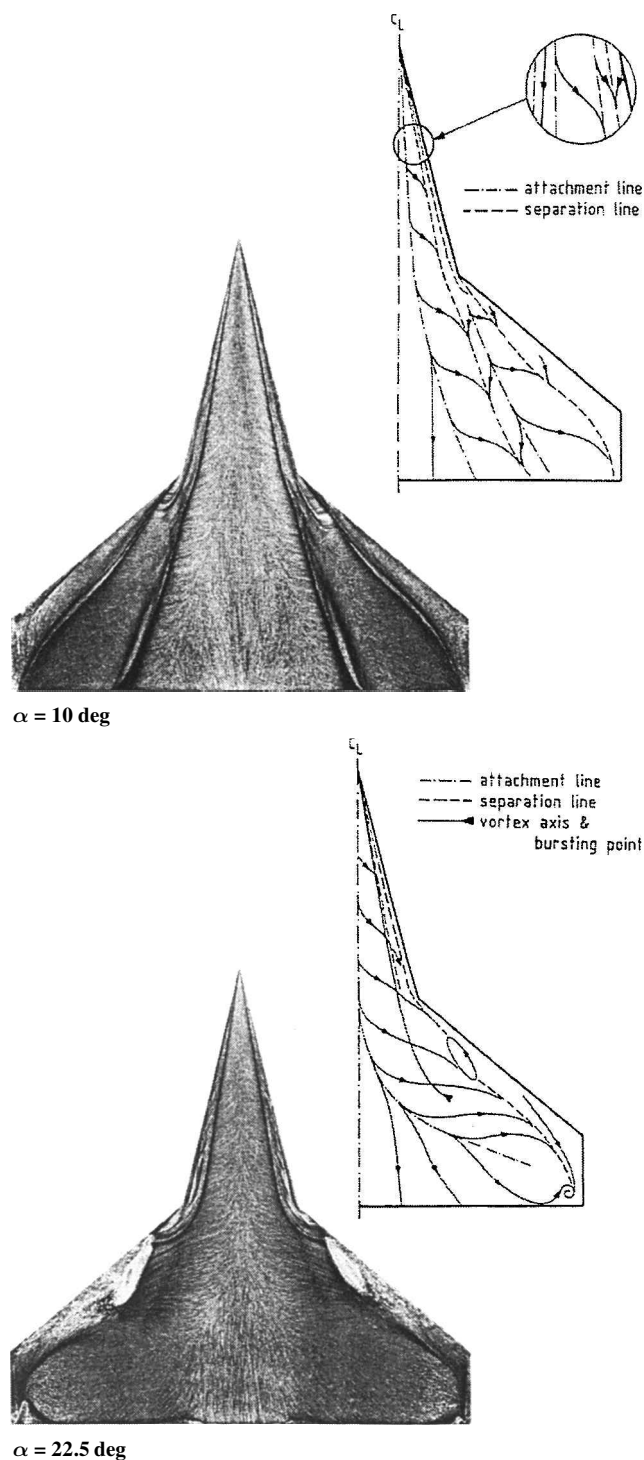 CL
attachment line
separation line
α = 10 deg
CL
attachment line
separation line
vortex axis &
bursting point
α = 22.5 deg